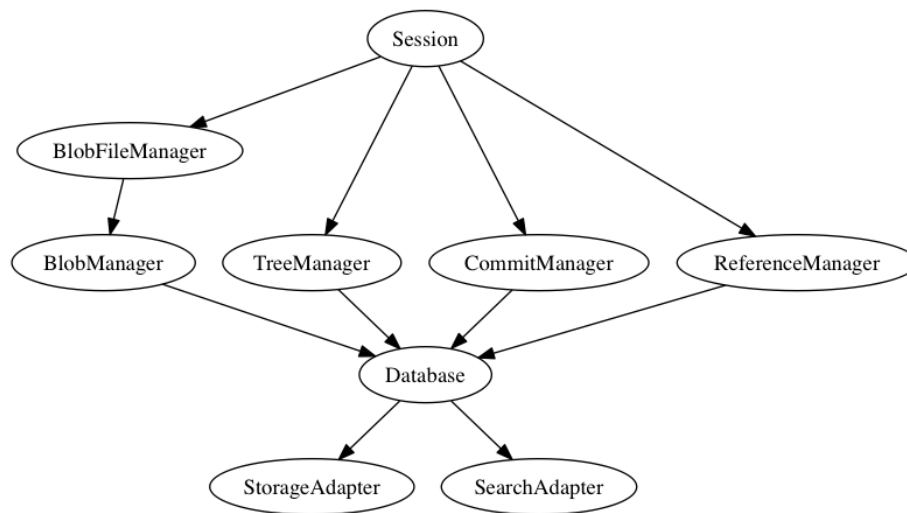 Session
BlobFileManager
BlobManager
TreeManager
CommitManager
ReferenceManager
Database
StorageAdapter
SearchAdapter